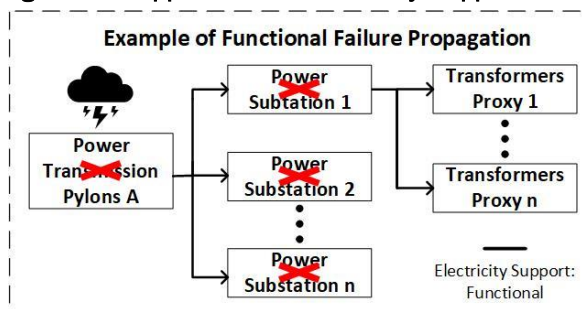 Example of Functional Failure Propagation
Power
Subtation 1
Transformers
Proxy 1
Power
Transmission
Pylons A
Power
Substation 2
Transformers
Proxy n
Power
Substation n
Electricity Support:
Functional